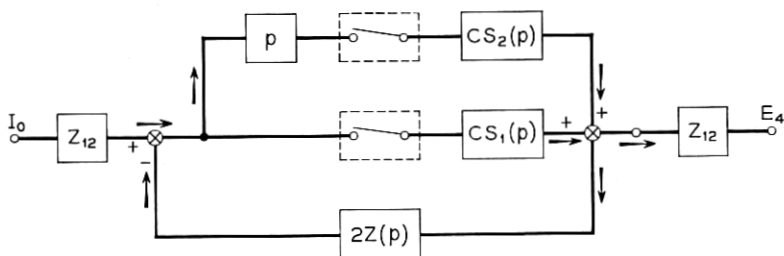 p
CS₂(p)
I₀
Z₁₂
+
−
CS₁(p)
+
+
Z₁₂
E₄
2Z(p)